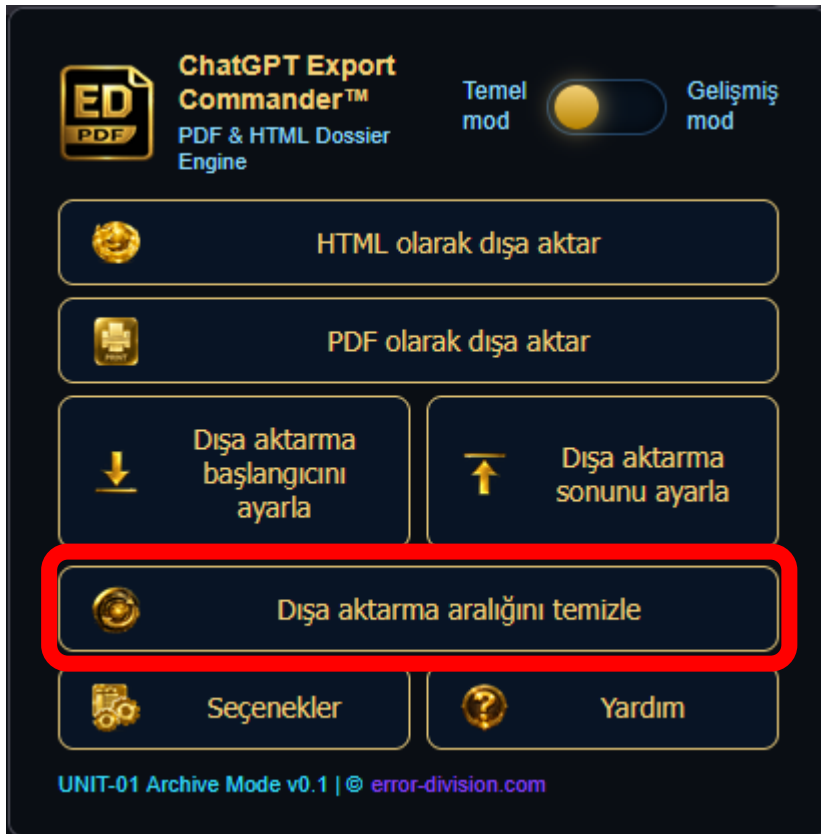 ED
PDF
ChatGPT Export
Commander™
PDF & HTML Dossier
Engine
Temel
mod
Gelişmiş
mod
HTML olarak dışa aktar
PRINT
PDF olarak dışa aktar
Dışa aktarma
başlangıcını
ayarla
Dışa aktarma
sonunu ayarla
Dışa aktarma aralığını temizle
Seçenekler
Yardım
UNIT-01 Archive Mode v0.1 | © error-division.com